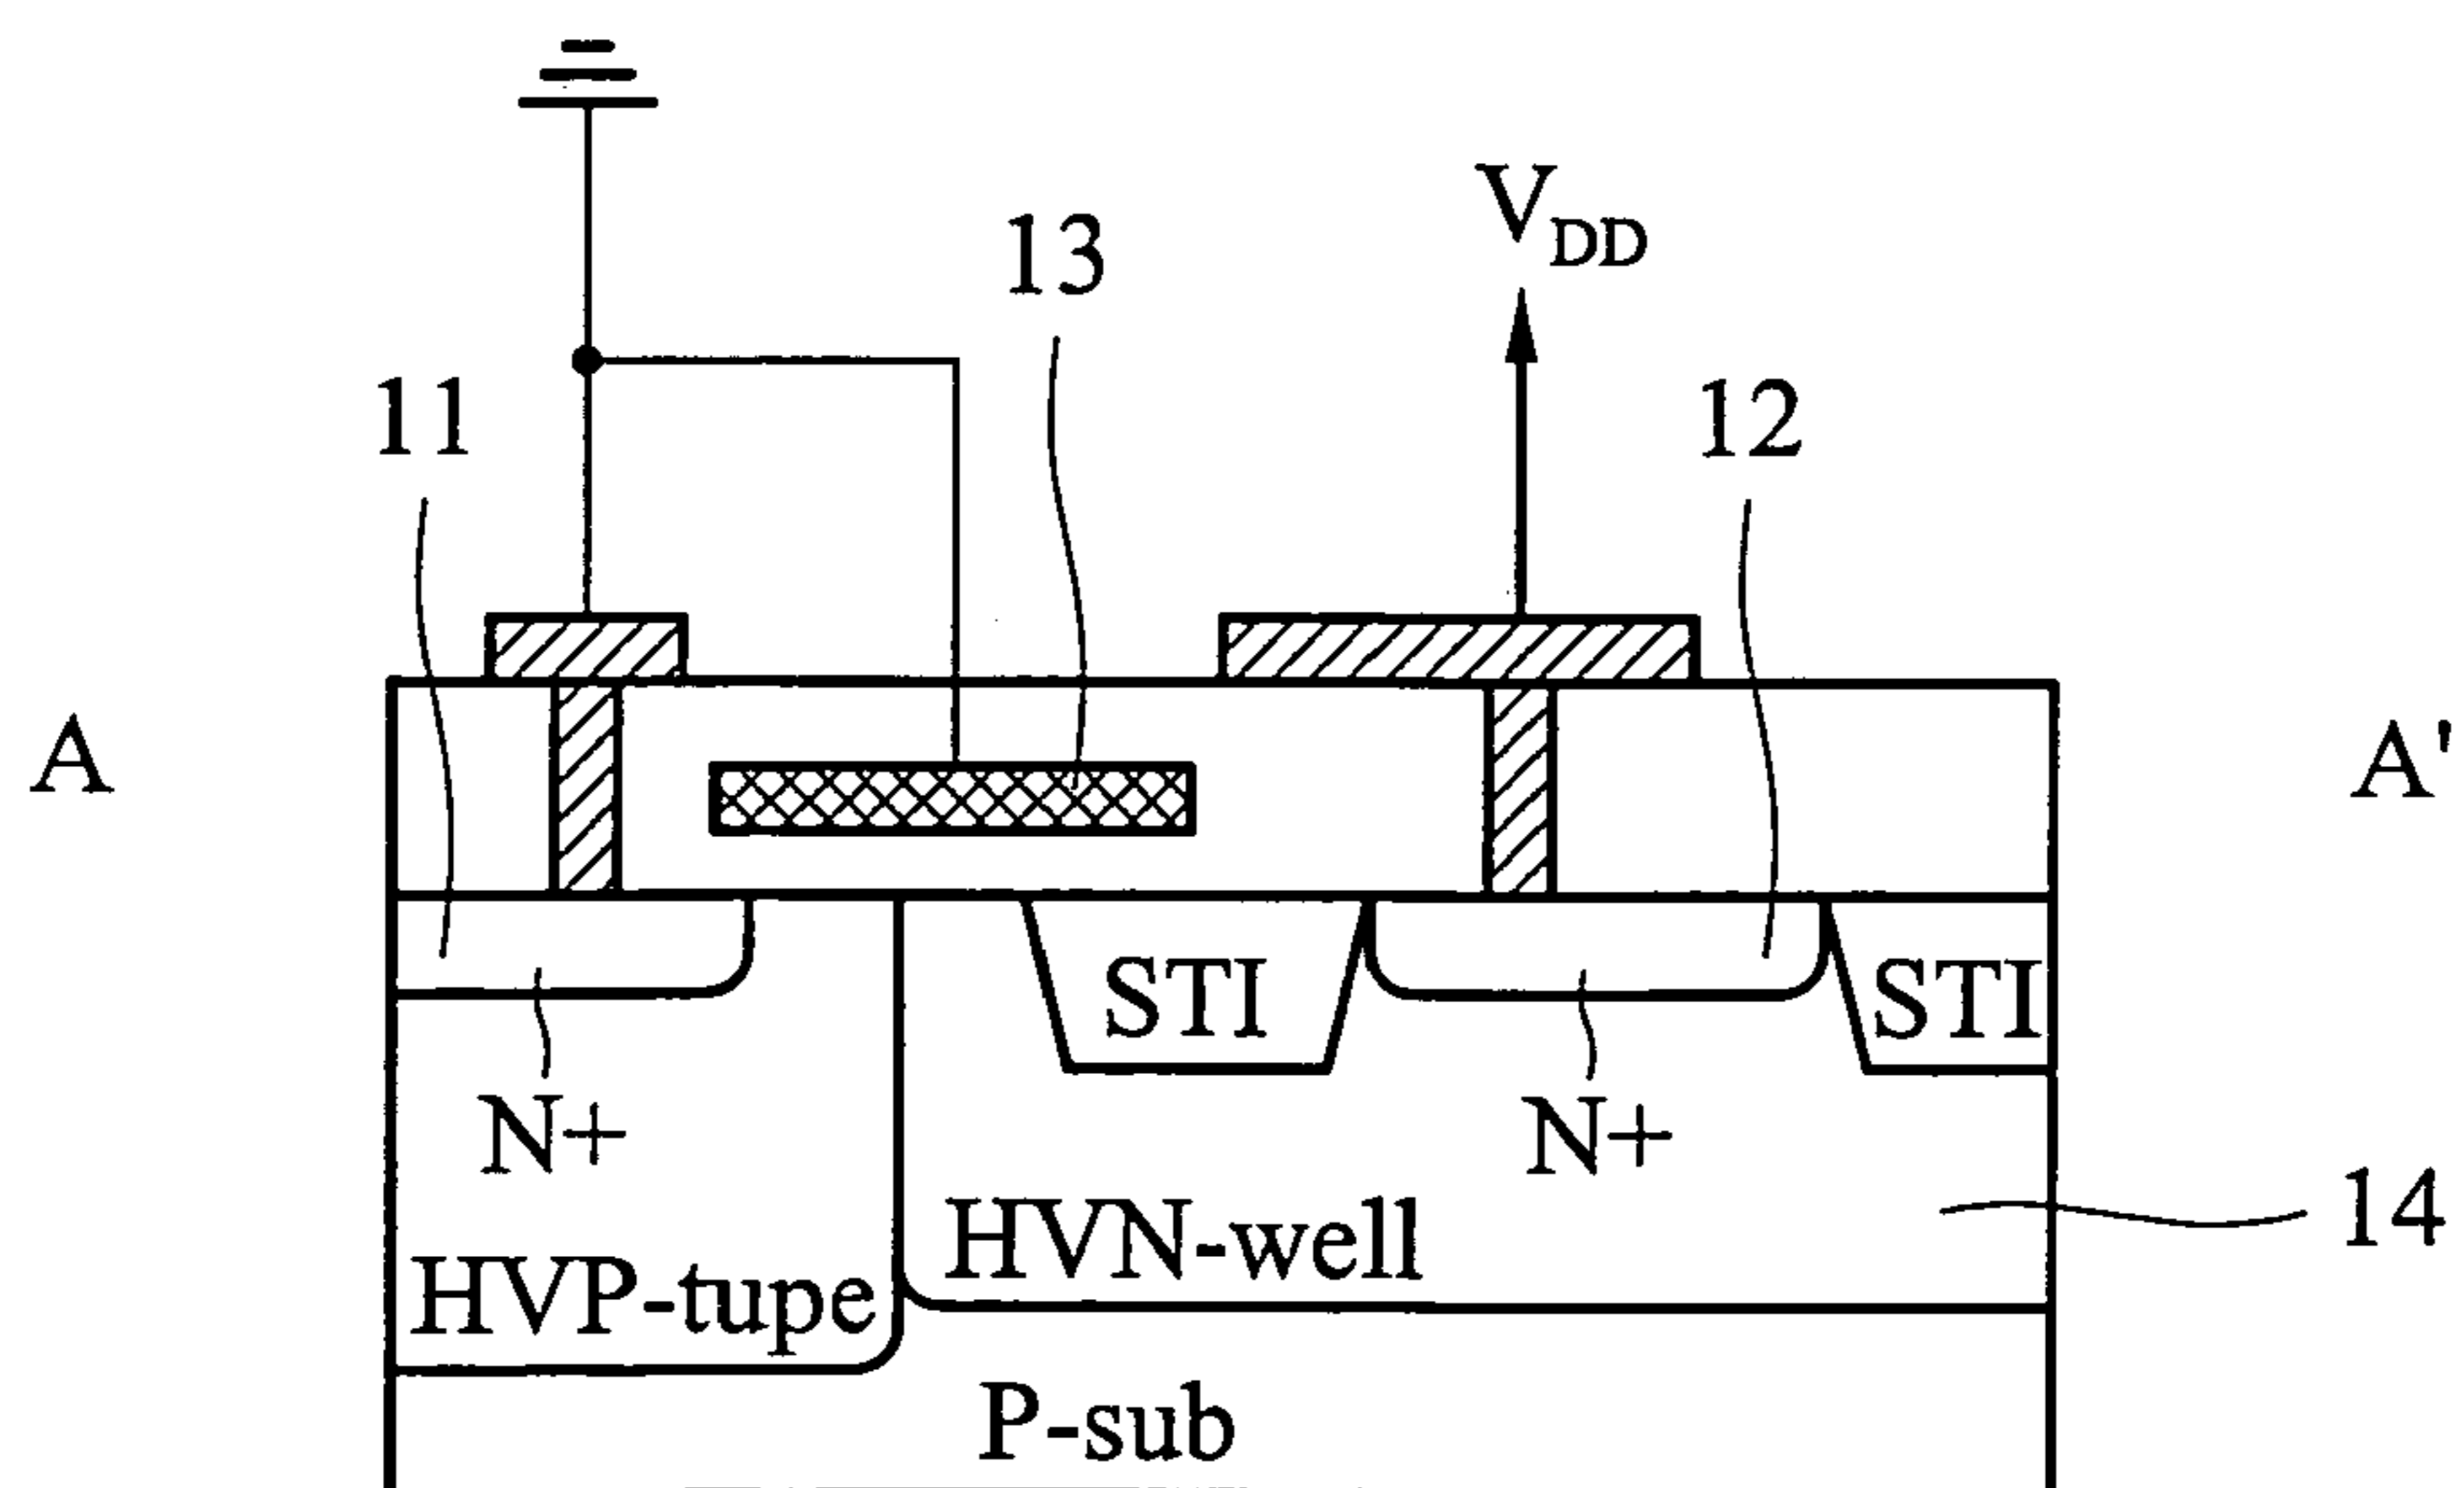 V_DD
13
11
12
A
A'
STI
STI
N+
N+
14
HVN-well
HVP-tupe
P-sub